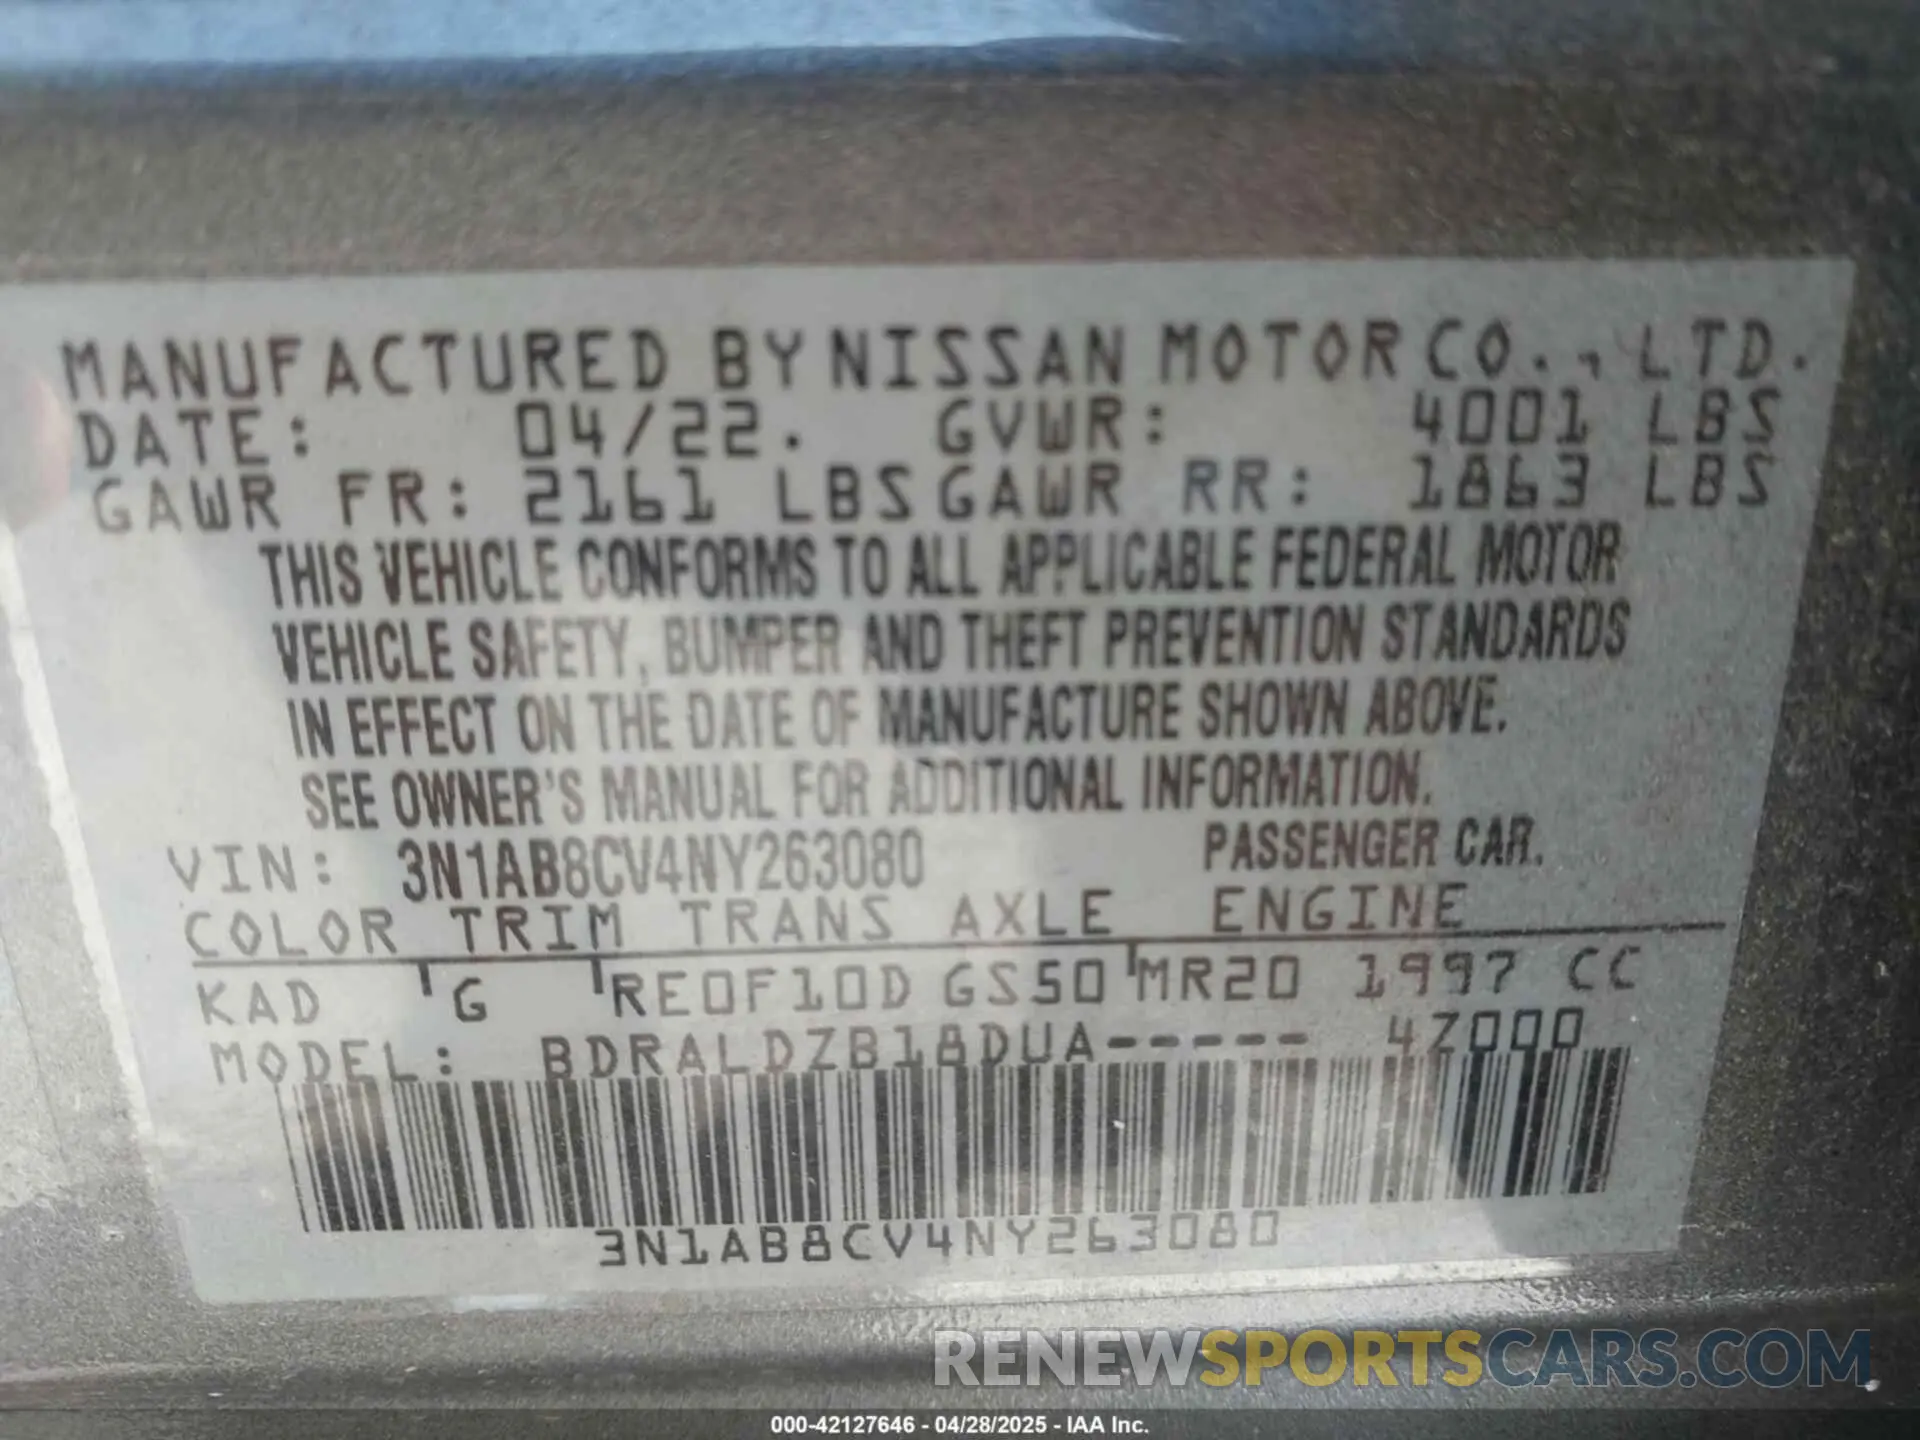 MANUFACTURED BY NISSAN MOTOR CO., LTD.
DATE: 04/22. GVWR: 4001 LBS
GAWR FR: 2161 LBS GAWR RR: 1863 LBS
THIS VEHICLE CONFORMS TO ALL APPLICABLE FEDERAL MOTOR
VEHICLE SAFETY, BUMPER AND THEFT PREVENTION STANDARDS
IN EFFECT ON THE DATE OF MANUFACTURE SHOWN ABOVE.
SEE OWNER'S MANUAL FOR ADDITIONAL INFORMATION.
VIN: 3N1AB8CV4NY263080 PASSENGER CAR.
COLOR TRIM TRANS AXLE ENGINE
KAD G RE0F10D GS50 MR20 1997 CC
MODEL: BDRALDZB18DUA----- 4Z000
3N1AB8CV4NY263080
RENEWSPORTSCARS.COM
000-42127646 - 04/28/2025 - IAA Inc.